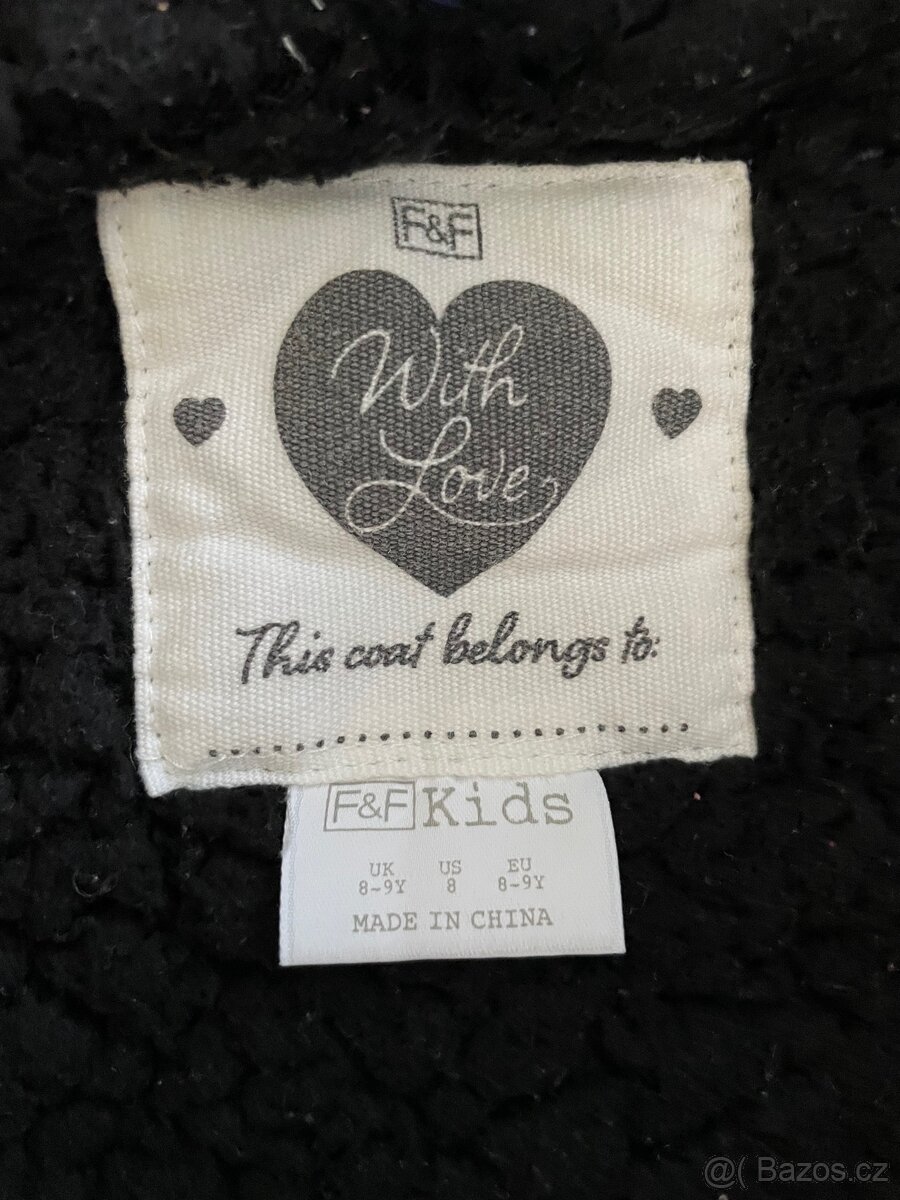 F&F
With
Love
This coat belongs to:
F&F Kids
UK US EU
8-9Y 8 8-9Y
MADE IN CHINA
@( Bazos.cz